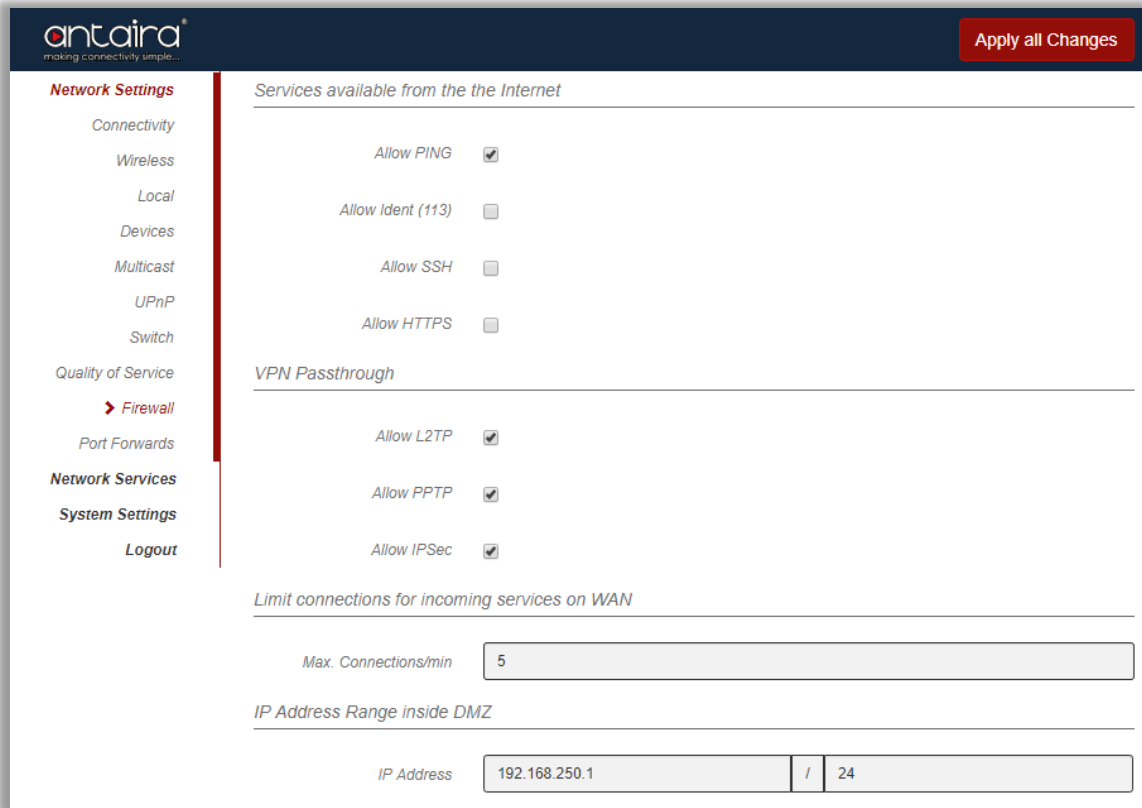 antaira®
making connectivity simple...
Apply all Changes
Network Settings
Connectivity
Wireless
Local
Devices
Multicast
UPnP
Switch
Quality of Service
Firewall
Port Forwards
Network Services
System Settings
Logout
Services available from the the Internet
Allow PING
Allow Ident (113)
Allow SSH
Allow HTTPS
VPN Passthrough
Allow L2TP
Allow PPTP
Allow IPSec
Limit connections for incoming services on WAN
Max. Connections/min 5
IP Address Range inside DMZ
IP Address 192.168.250.1 / 24